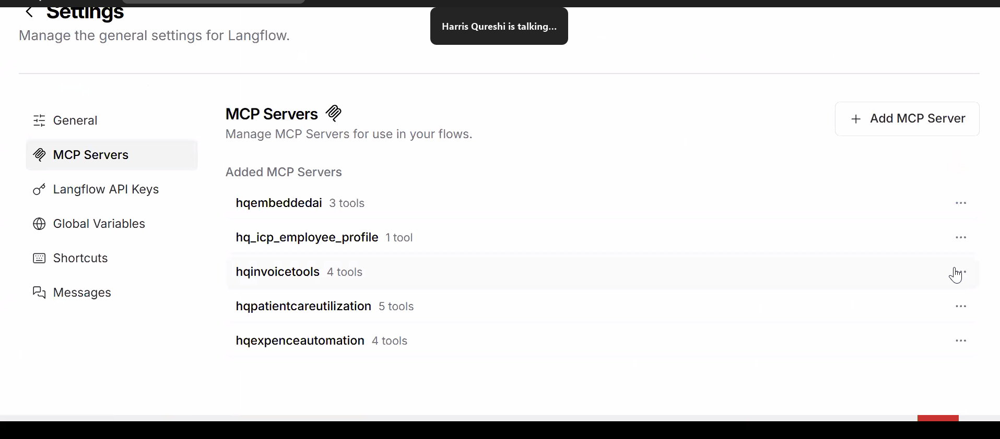 Settings
Manage the general settings for Langflow.
Harris Qureshi is talking...
General
MCP Servers
Langflow API Keys
Global Variables
Shortcuts
Messages
MCP Servers
Manage MCP Servers for use in your flows.
+ Add MCP Server
Added MCP Servers
hqembeddedai 3 tools
hq_icp_employee_profile 1 tool
hqinvoicetools 4 tools
hqpatientcareutilization 5 tools
hqexpenceautomation 4 tools